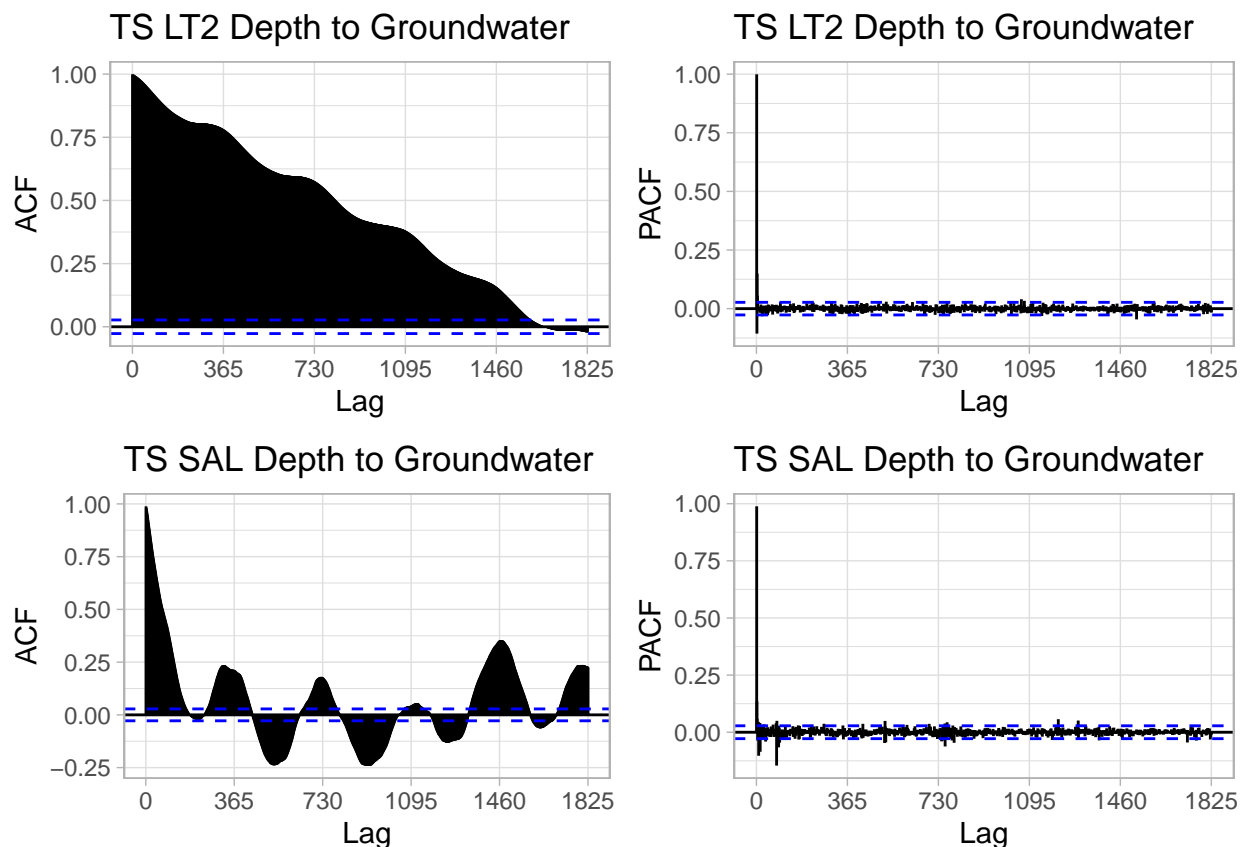 TS LT2 Depth to Groundwater
ACF
1.00
0.75
0.50
0.25
0.00
0 365 730 1095 1460 1825
Lag
TS LT2 Depth to Groundwater
PACF
1.00
0.75
0.50
0.25
0.00
0 365 730 1095 1460 1825
Lag
TS SAL Depth to Groundwater
ACF
1.00
0.75
0.50
0.25
0.00
−0.25
0 365 730 1095 1460 1825
Lag
TS SAL Depth to Groundwater
PACF
1.00
0.75
0.50
0.25
0.00
0 365 730 1095 1460 1825
Lag